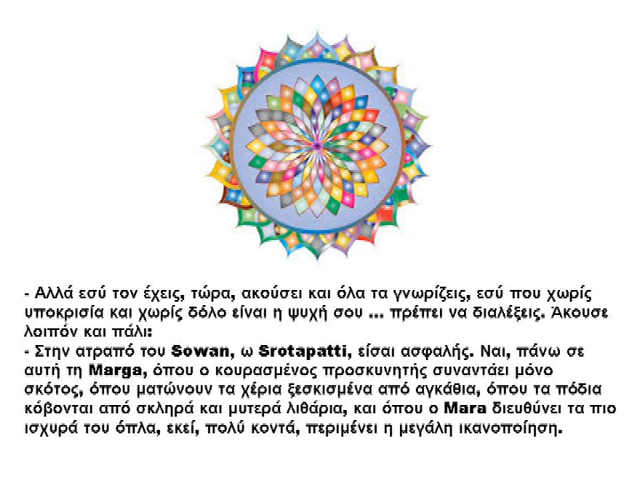 - Αλλά εσύ τον έχεις, τώρα, ακούσει και όλα τα γνωρίζεις, εσύ που χωρίς
υποκρισία και χωρίς δόλο είναι η ψυχή σου ... πρέπει να διαλέξεις. Άκουσε
λοιπόν και πάλι:
- Στην ατραπό του Sowan, ω Srotapatti, είσαι ασφαλής. Ναι, πάνω σε
αυτή τη Marga, όπου ο κουρασμένος προσκυνητής συναντάει μόνο
σκότος, όπου ματώνουν τα χέρια ξεσκισμένα από αγκάθια, όπου τα πόδια
κόβονται από σκληρά και μυτερά λιθάρια, και όπου ο Mara διευθύνει τα πιο
ισχυρά του όπλα, εκεί, πολύ κοντά, περιμένει η μεγάλη ικανοποίηση.